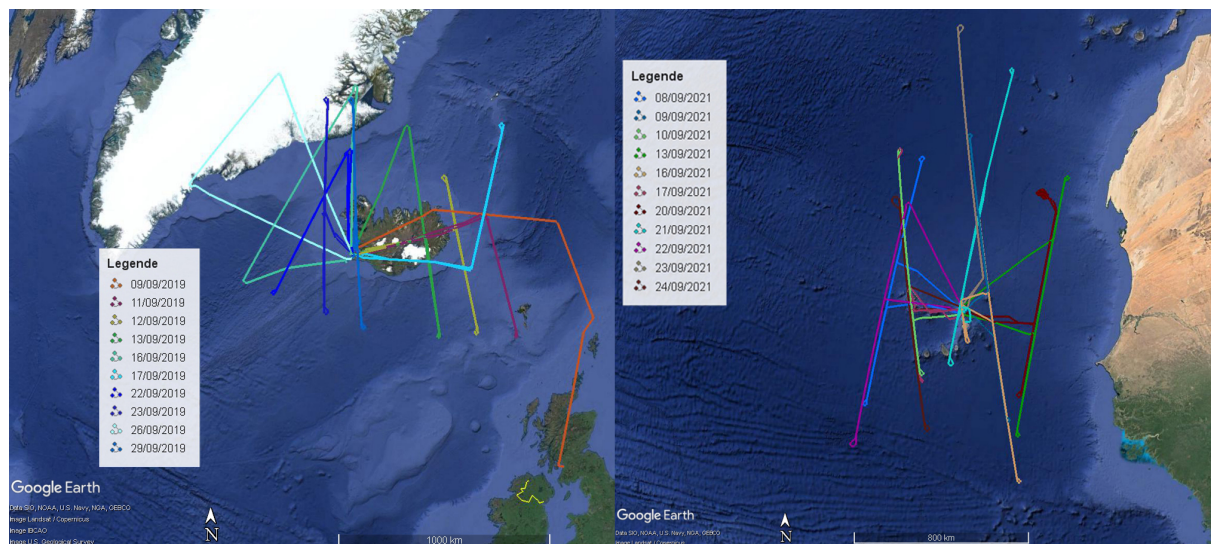 Legende
09/09/2019
11/09/2019
12/09/2019
13/09/2019
16/09/2019
17/09/2019
22/09/2019
23/09/2019
26/09/2019
29/09/2019
Google Earth
Data SIO, NOAA, U.S. Navy, NGA, GEBCO
Image Landsat / Copernicus
Image IBCAO
Image U.S. Geological Survey
N
1000 km
Legende
08/09/2021
09/09/2021
10/09/2021
13/09/2021
16/09/2021
17/09/2021
20/09/2021
21/09/2021
22/09/2021
23/09/2021
24/09/2021
Google Earth
Data SIO, NOAA, U.S. Navy, NGA, GEBCO
Image Landsat / Copernicus
N
800 km